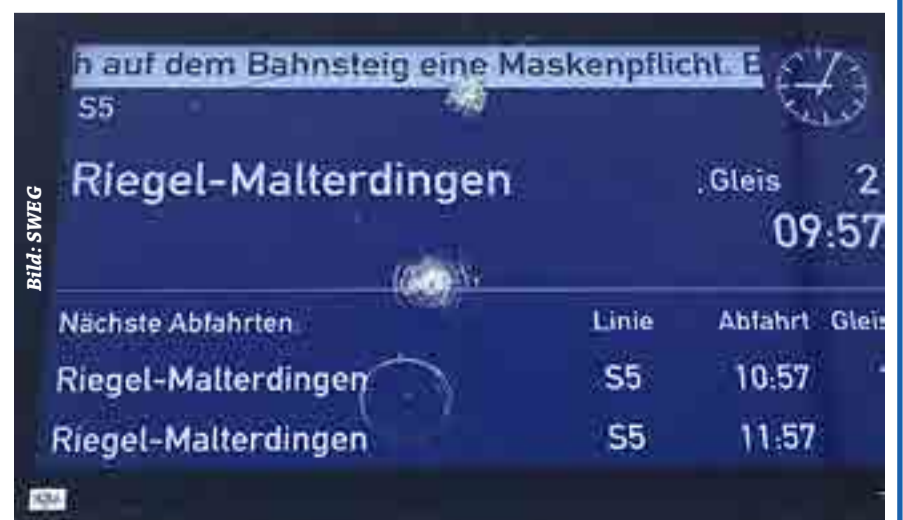 h auf dem Bahnsteig eine Maskenpflicht. E
S5
Riegel-Malterdingen Gleis 2
09:57
Nächste Abfahrten Linie Abfahrt Gleis
Riegel-Malterdingen S5 10:57
Riegel-Malterdingen S5 11:57
Bild: SWEG